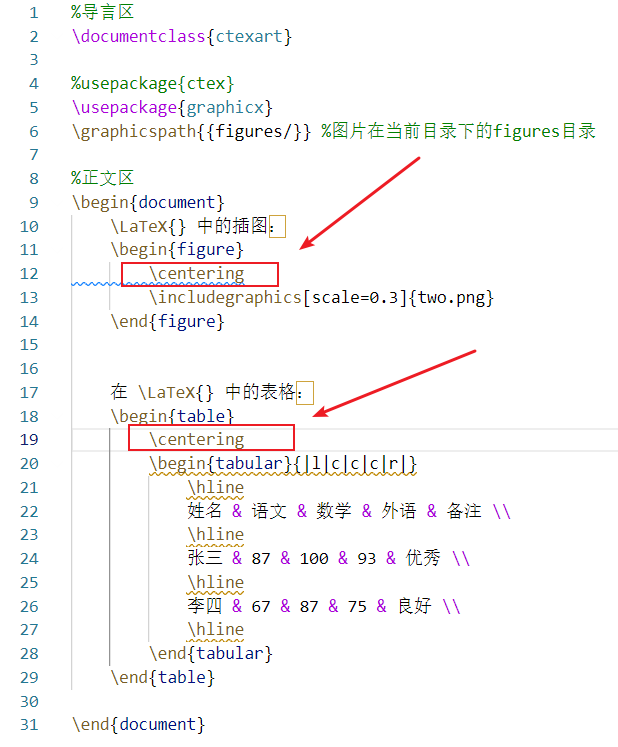 1 %导言区
2 \documentclass{ctexart}
3
4 %usepackage{ctex}
5 \usepackage{graphicx}
6 \graphicspath{{figures/}} %图片在当前目录下的figures目录
7
8 %正文区
9 \begin{document}
10 \LaTeX{} 中的插图：
11 \begin{figure}
12 \centering
13 \includegraphics[scale=0.3]{two.png}
14 \end{figure}
15
16
17 在 \LaTeX{} 中的表格：
18 \begin{table}
19 \centering
20 \begin{tabular}{|l|c|c|c|r|}
21 \hline
22 姓名 & 语文 & 数学 & 外语 & 备注 \\
23 \hline
24 张三 & 87 & 100 & 93 & 优秀 \\
25 \hline
26 李四 & 67 & 87 & 75 & 良好 \\
27 \hline
28 \end{tabular}
29 \end{table}
30
31 \end{document}